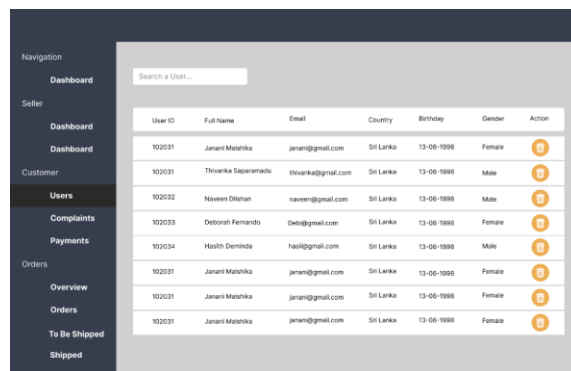 Navigation
Dashboard
Seller
Dashboard
Dashboard
Customer
Users
Complaints
Payments
Orders
Overview
Orders
To Be Shipped
Shipped
Search a User...
User ID Full Name Email Country Birthday Gender Action
102031 Janani Malshika janani@gmail.com Sri Lanka 13-06-1998 Female
102031 Thivanka Saparamadu thivanka@gmail.com Sri Lanka 13-06-1998 Male
102032 Naveen Dilshan naveen@gmail.com Sri Lanka 13-06-1998 Male
102033 Deborah Fernando Debi@gmail.com Sri Lanka 13-06-1998 Female
102034 Hasith Deminda hasii@gmail.com Sri Lanka 13-06-1998 Male
102031 Janani Malshika janani@gmail.com Sri Lanka 13-06-1998 Female
102031 Janani Malshika janani@gmail.com Sri Lanka 13-06-1998 Female
102031 Janani Malshika janani@gmail.com Sri Lanka 13-06-1998 Female